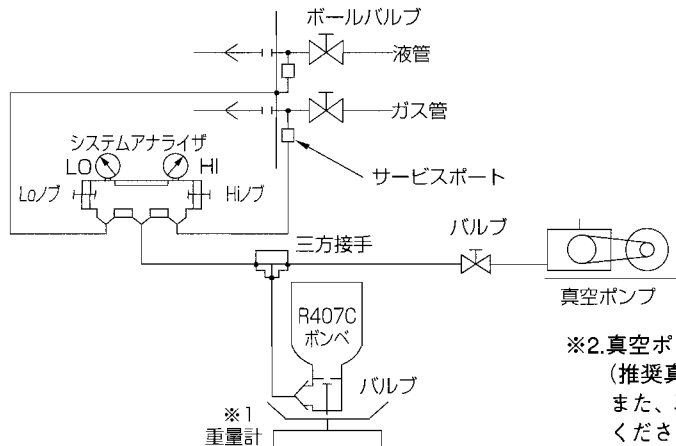 ボールバルブ
液管
ガス管
システムアナライザ
LO
HI
Loノブ
Hiノブ
サービスポート
三方接手
バルブ
真空ポンプ
R407C
ボンベ
バルブ
※1
重量計
※2.真空ポ
（推奨真
また、
くださ